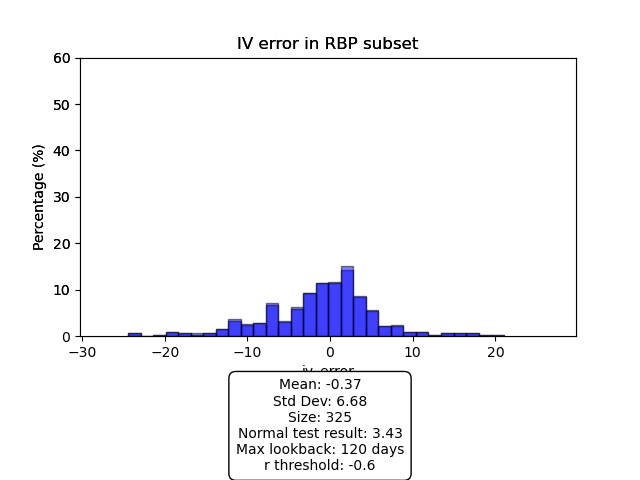 IV error in RBP subset
Percentage (%)
60
50
40
30
20
10
0
−30
−20
−10
0
10
20
iv_error
Mean: -0.37
Std Dev: 6.68
Size: 325
Normal test result: 3.43
Max lookback: 120 days
r threshold: -0.6